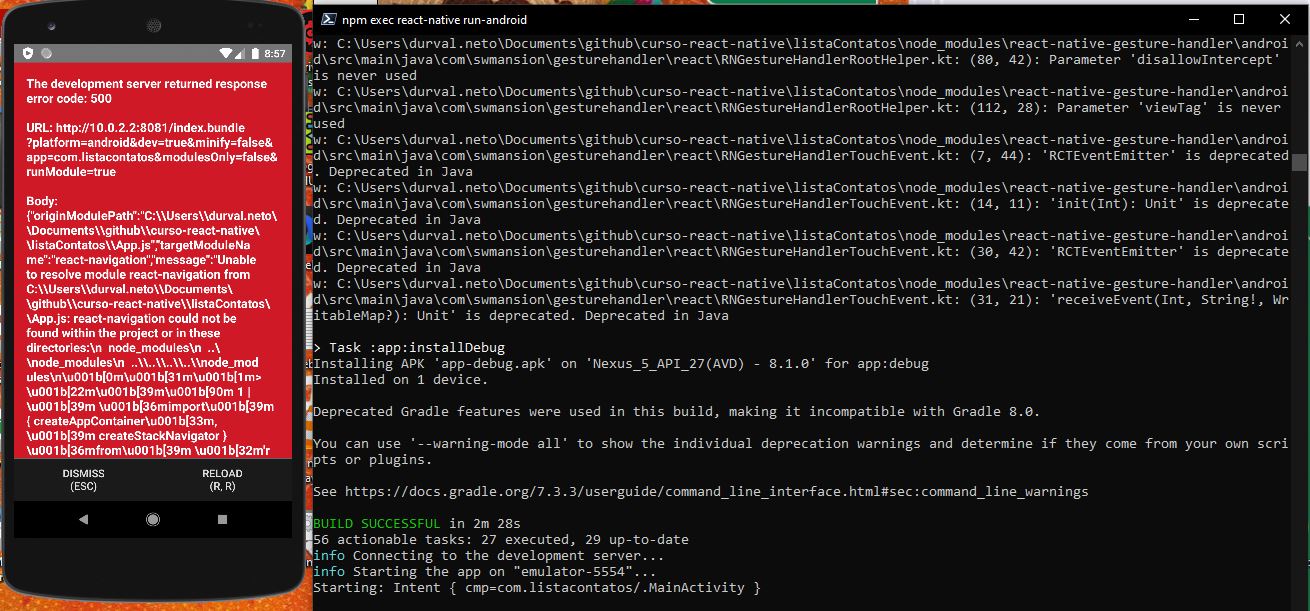 8:57
The development server returned response
error code: 500
URL: http://10.0.2.2:8081/index.bundle
?platform=android&dev=true&minify=false&
app=com.listacontatos&modulesOnly=false&
runModule=true
Body:
{"originModulePath":"C:\\Users\\durval.neto\
\Documents\\github\\curso-react-native\
\listaContatos\\App.js","targetModuleNa
me":"react-navigation","message":"Unable
to resolve module react-navigation from
C:\\Users\\durval.neto\\Documents\
\github\\curso-react-native\\listaContatos\
\App.js: react-navigation could not be
found within the project or in these
directories:\n  node_modules\n  ..\
\node_modules\n  ..\\..\\..\\..\\node_mod
ules\n\u001b[0m\u001b[31m\u001b[1m>
\u001b[22m\u001b[39m\u001b[90m 1 |
\u001b[39m \u001b[36mimport\u001b[39m
{ createAppContainer\u001b[33m,
\u001b[39m createStackNavigator }
\u001b[36mfrom\u001b[39m \u001b[32m'r
DISMISS
(ESC)
RELOAD
(R, R)
npm exec react-native run-android
w: C:\Users\durval.neto\Documents\github\curso-react-native\listaContatos\node_modules\react-native-gesture-handler\androi
d\src\main\java\com\swmansion\gesturehandler\react\RNGestureHandlerRootHelper.kt: (80, 42): Parameter 'disallowIntercept'
is never used
w: C:\Users\durval.neto\Documents\github\curso-react-native\listaContatos\node_modules\react-native-gesture-handler\androi
d\src\main\java\com\swmansion\gesturehandler\react\RNGestureHandlerRootHelper.kt: (112, 28): Parameter 'viewTag' is never
used
w: C:\Users\durval.neto\Documents\github\curso-react-native\listaContatos\node_modules\react-native-gesture-handler\androi
d\src\main\java\com\swmansion\gesturehandler\react\RNGestureHandlerTouchEvent.kt: (7, 44): 'RCTEventEmitter' is deprecated
. Deprecated in Java
w: C:\Users\durval.neto\Documents\github\curso-react-native\listaContatos\node_modules\react-native-gesture-handler\androi
d\src\main\java\com\swmansion\gesturehandler\react\RNGestureHandlerTouchEvent.kt: (14, 11): 'init(Int): Unit' is deprecate
d. Deprecated in Java
w: C:\Users\durval.neto\Documents\github\curso-react-native\listaContatos\node_modules\react-native-gesture-handler\androi
d\src\main\java\com\swmansion\gesturehandler\react\RNGestureHandlerTouchEvent.kt: (30, 42): 'RCTEventEmitter' is deprecate
d. Deprecated in Java
w: C:\Users\durval.neto\Documents\github\curso-react-native\listaContatos\node_modules\react-native-gesture-handler\androi
d\src\main\java\com\swmansion\gesturehandler\react\RNGestureHandlerTouchEvent.kt: (31, 21): 'receiveEvent(Int, String!, Wr
itableMap?): Unit' is deprecated. Deprecated in Java
> Task :app:installDebug
Installing APK 'app-debug.apk' on 'Nexus_5_API_27(AVD) - 8.1.0' for app:debug
Installed on 1 device.
Deprecated Gradle features were used in this build, making it incompatible with Gradle 8.0.
You can use '--warning-mode all' to show the individual deprecation warnings and determine if they come from your own scri
pts or plugins.
See https://docs.gradle.org/7.3.3/userguide/command_line_interface.html#sec:command_line_warnings
BUILD SUCCESSFUL in 2m 28s
56 actionable tasks: 27 executed, 29 up-to-date
info Connecting to the development server...
info Starting the app on "emulator-5554"...
Starting: Intent { cmp=com.listacontatos/.MainActivity }